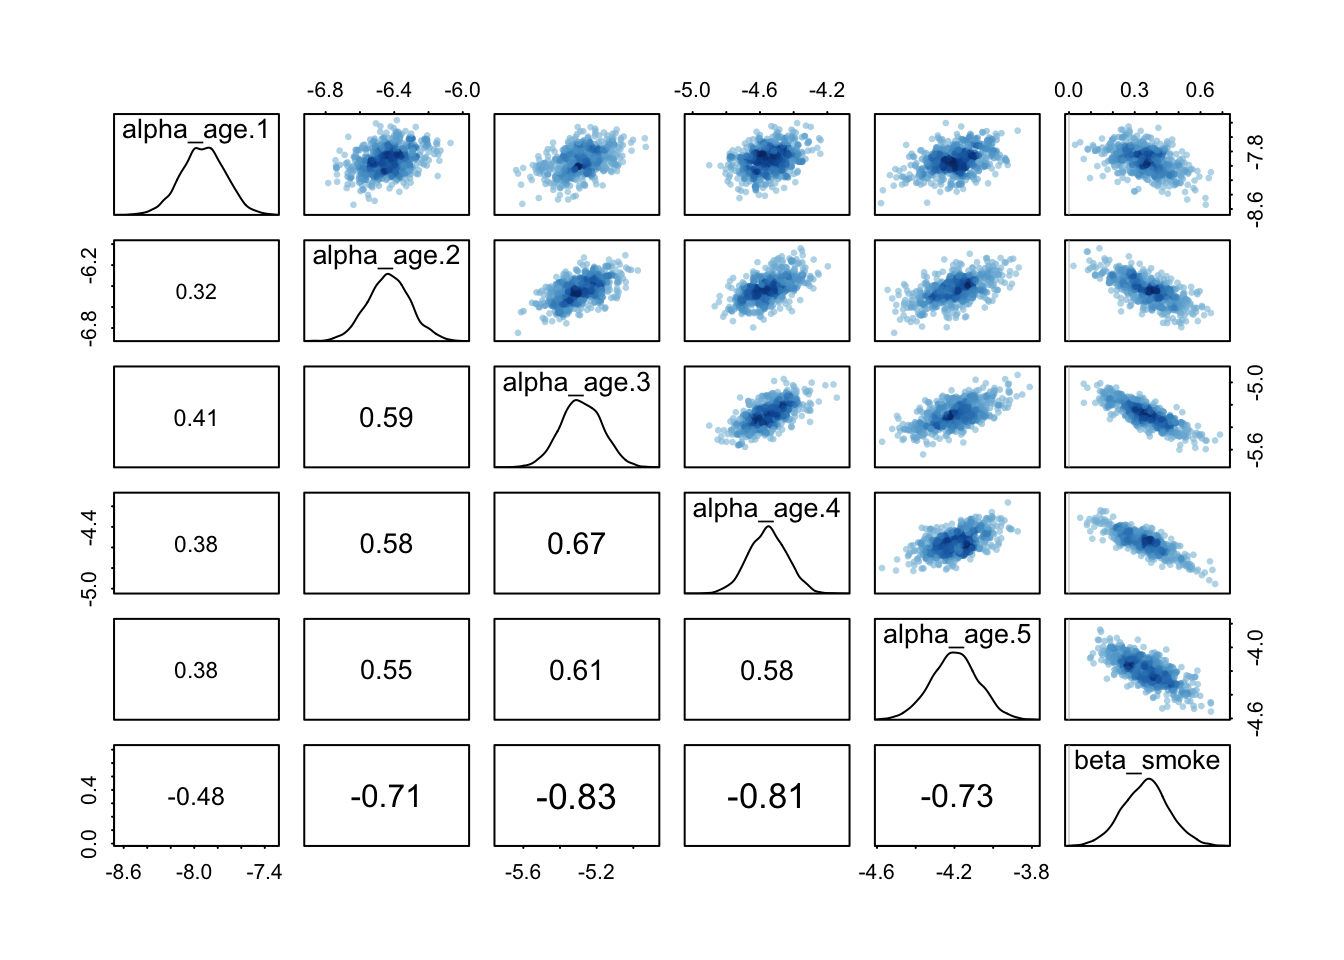 -6.8 -6.4 -6.0 -5.0 -4.6 -4.2 0.0 0.3 0.6
alpha_age.1 -8.6 -7.8
-6.8 -6.2 0.32 alpha_age.2
0.41 0.59 alpha_age.3 -5.6 -5.0
-5.0 -4.4 0.38 0.58 0.67 alpha_age.4
0.38 0.55 0.61 0.58 alpha_age.5 -4.6 -4.0
0.0 0.4 -0.48 -0.71 -0.83 -0.81 -0.73 beta_smoke
-8.6 -8.0 -7.4 -5.6 -5.2 -4.6 -4.2 -3.8